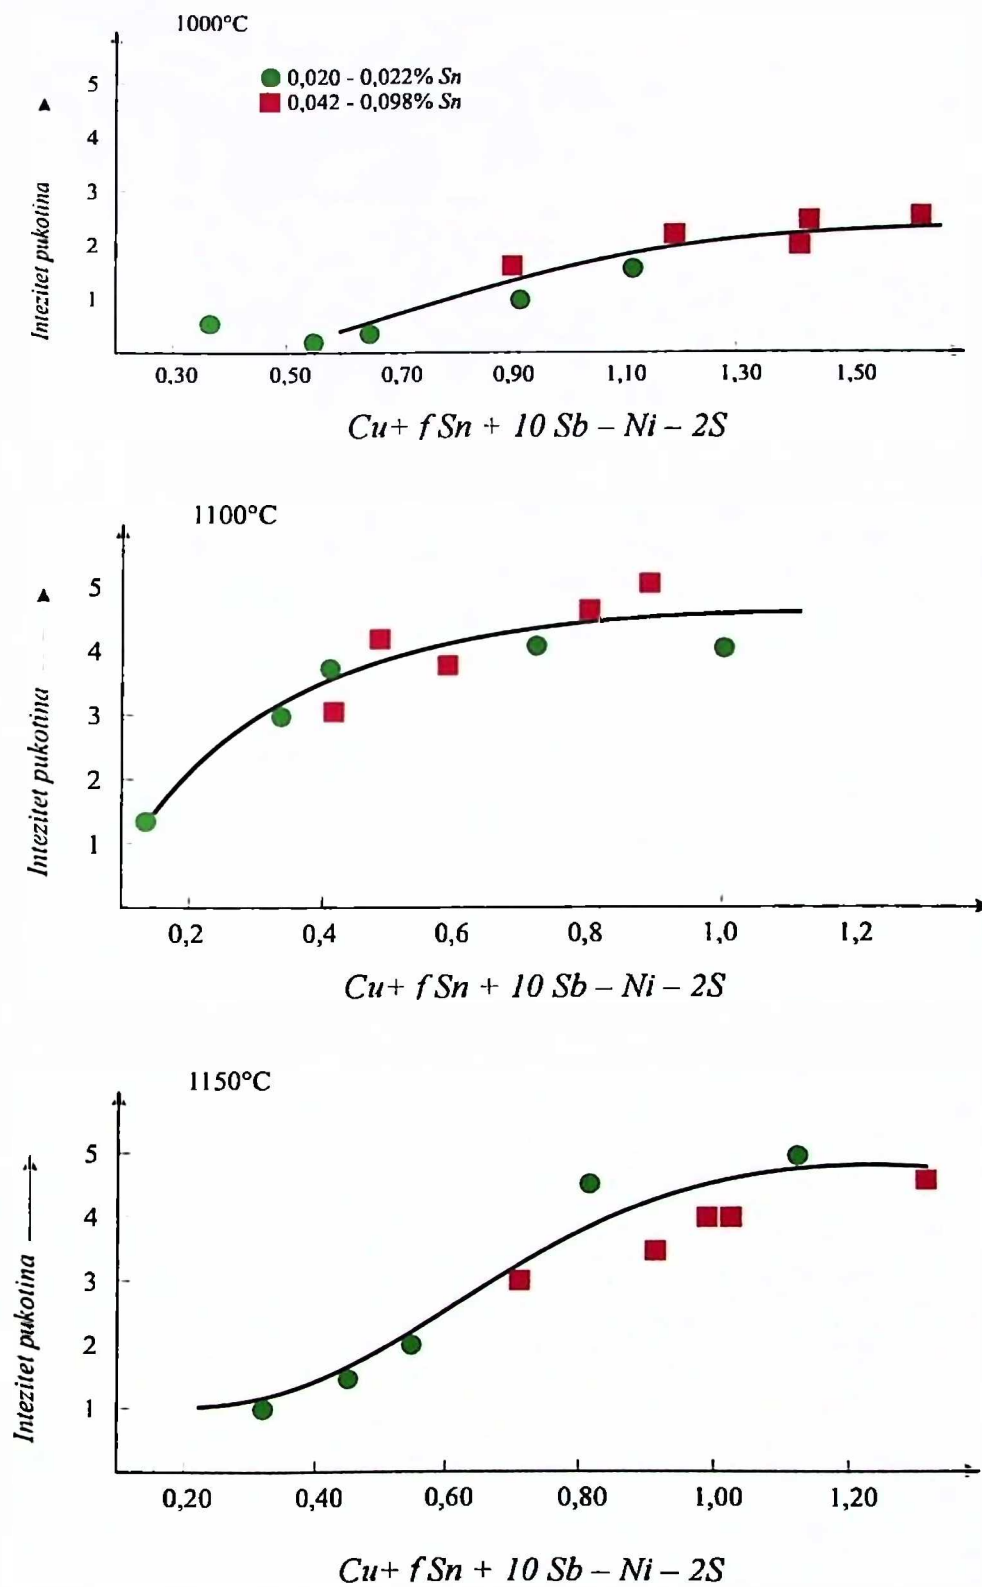 1000°C
0,020 - 0,022% Sn
0,042 - 0,098% Sn
5
4
3
2
1
Intezitet pukotina
0,30 0,50 0,70 0,90 1,10 1,30 1,50
Cu+ f Sn + 10 Sb – Ni – 2S
1100°C
5
4
3
2
1
Intezitet pukotina
0,2 0,4 0,6 0,8 1,0 1,2
Cu+ f Sn + 10 Sb – Ni – 2S
1150°C
5
4
3
2
1
Intezitet pukotina
0,20 0,40 0,60 0,80 1,00 1,20
Cu+ f Sn + 10 Sb – Ni – 2S